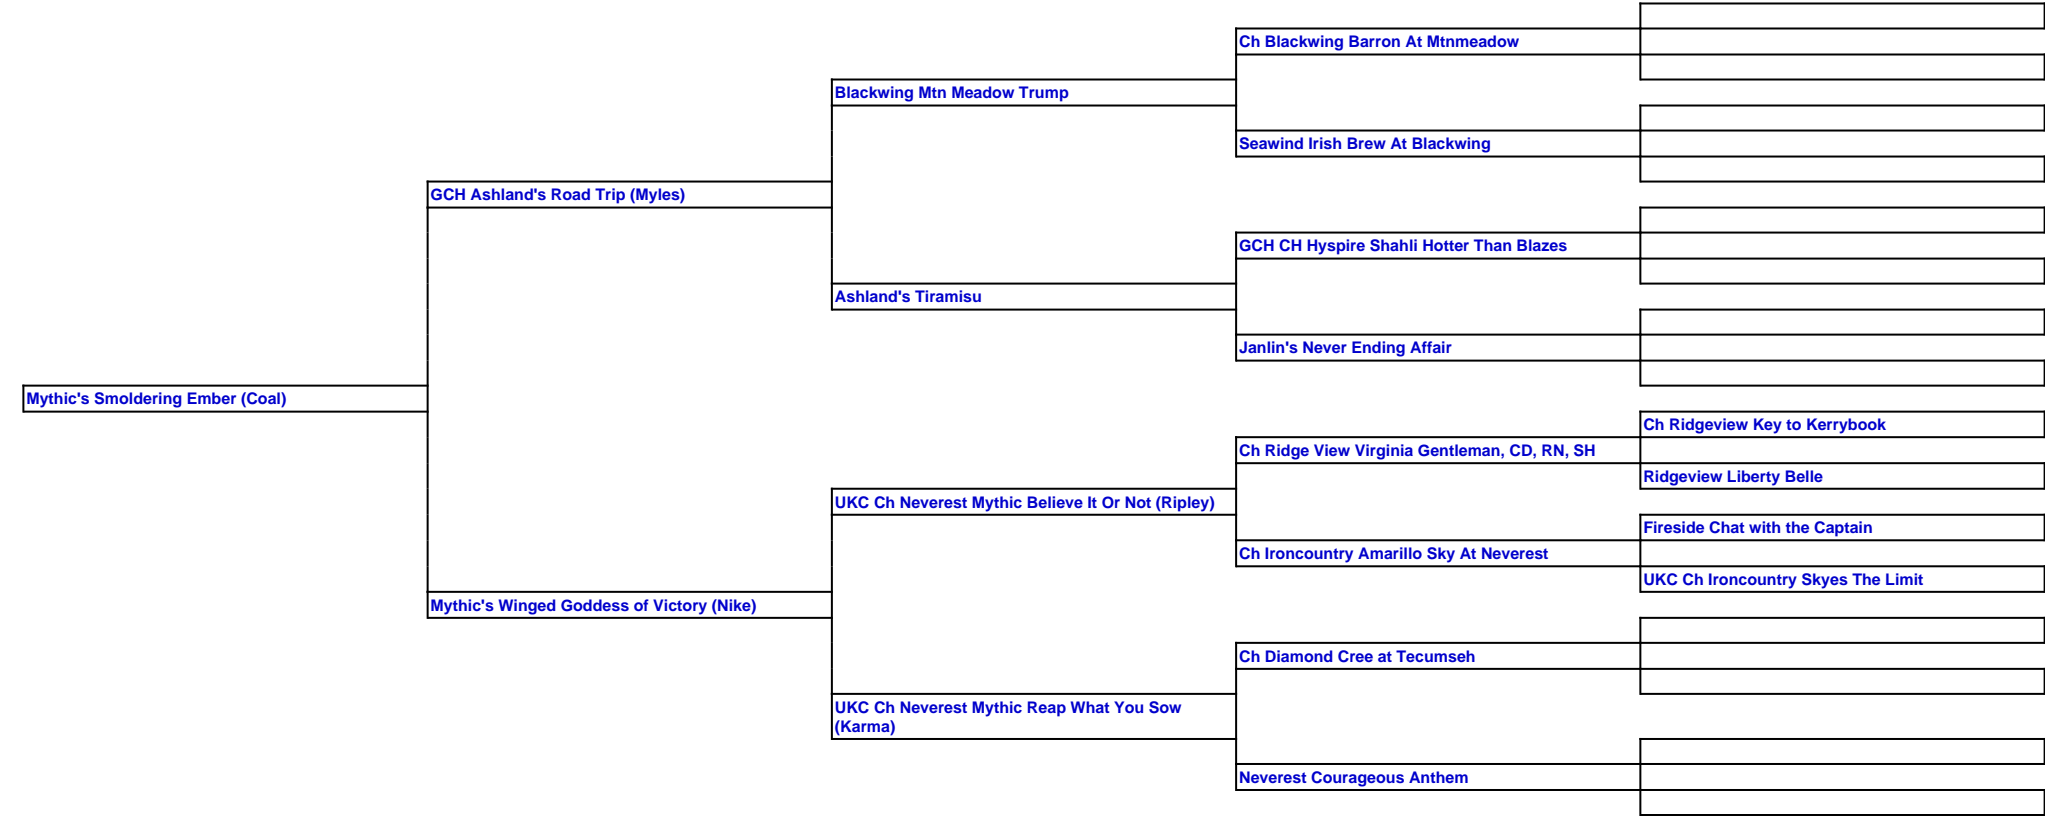 Ch Blackwing Barron At Mtnmeadow
Blackwing Mtn Meadow Trump
Seawind Irish Brew At Blackwing
GCH Ashland's Road Trip (Myles)
GCH CH Hyspire Shahli Hotter Than Blazes
Ashland's Tiramisu
Janlin's Never Ending Affair
Mythic's Smoldering Ember (Coal)
Ch Ridgeview Key to Kerrybook
Ch Ridge View Virginia Gentleman, CD, RN, SH
Ridgeview Liberty Belle
UKC Ch Neverest Mythic Believe It Or Not (Ripley)
Fireside Chat with the Captain
Ch Ironcountry Amarillo Sky At Neverest
UKC Ch Ironcountry Skyes The Limit
Mythic's Winged Goddess of Victory (Nike)
Ch Diamond Cree at Tecumseh
UKC Ch Neverest Mythic Reap What You Sow
(Karma)
Neverest Courageous Anthem